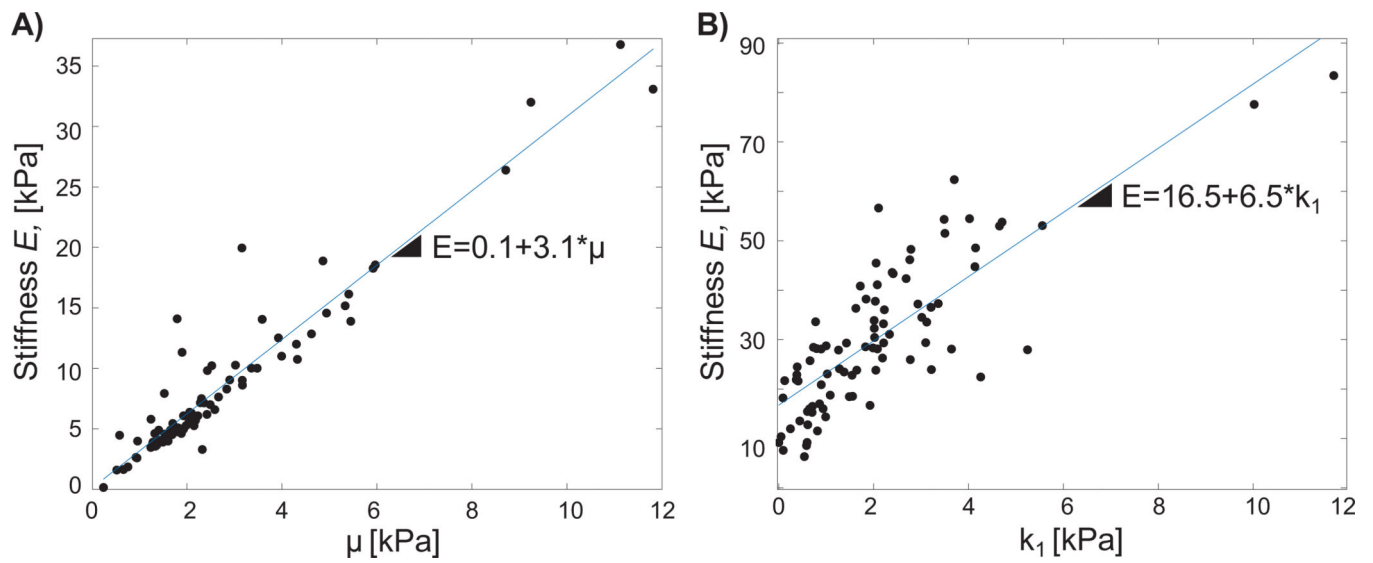 A)
Stiffness E, [kPa]
35
30
25
20
15
10
5
0
E=0.1+3.1*μ
0 2 4 6 8 10 12
μ [kPa]
B)
Stiffness E, [kPa]
90
70
50
30
10
E=16.5+6.5*k₁
0 2 4 6 8 10 12
k₁ [kPa]